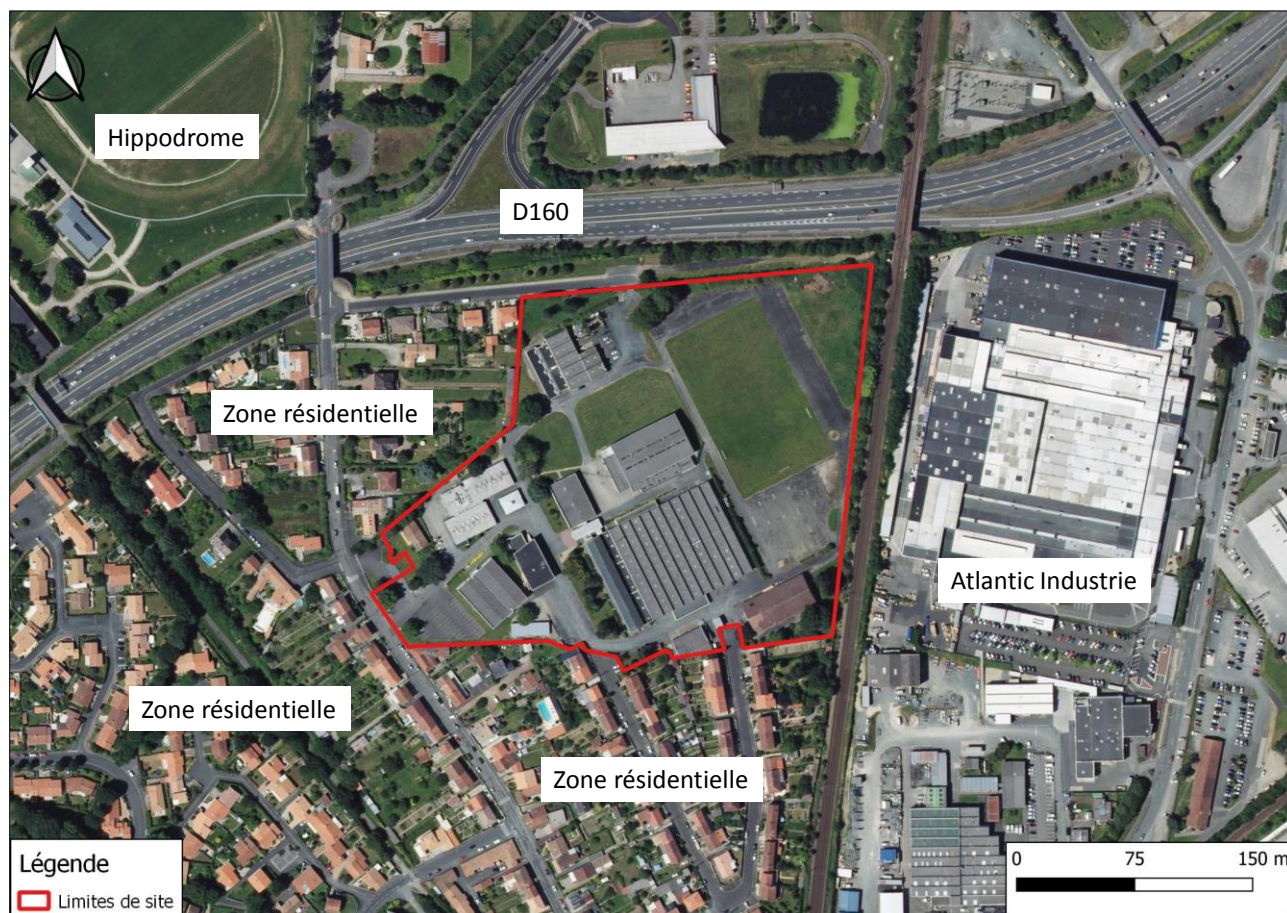 Hippodrome
D160
Zone résidentielle
Atlantic Industrie
Zone résidentielle
Zone résidentielle
Légende
Limites de site
0 75 150 m